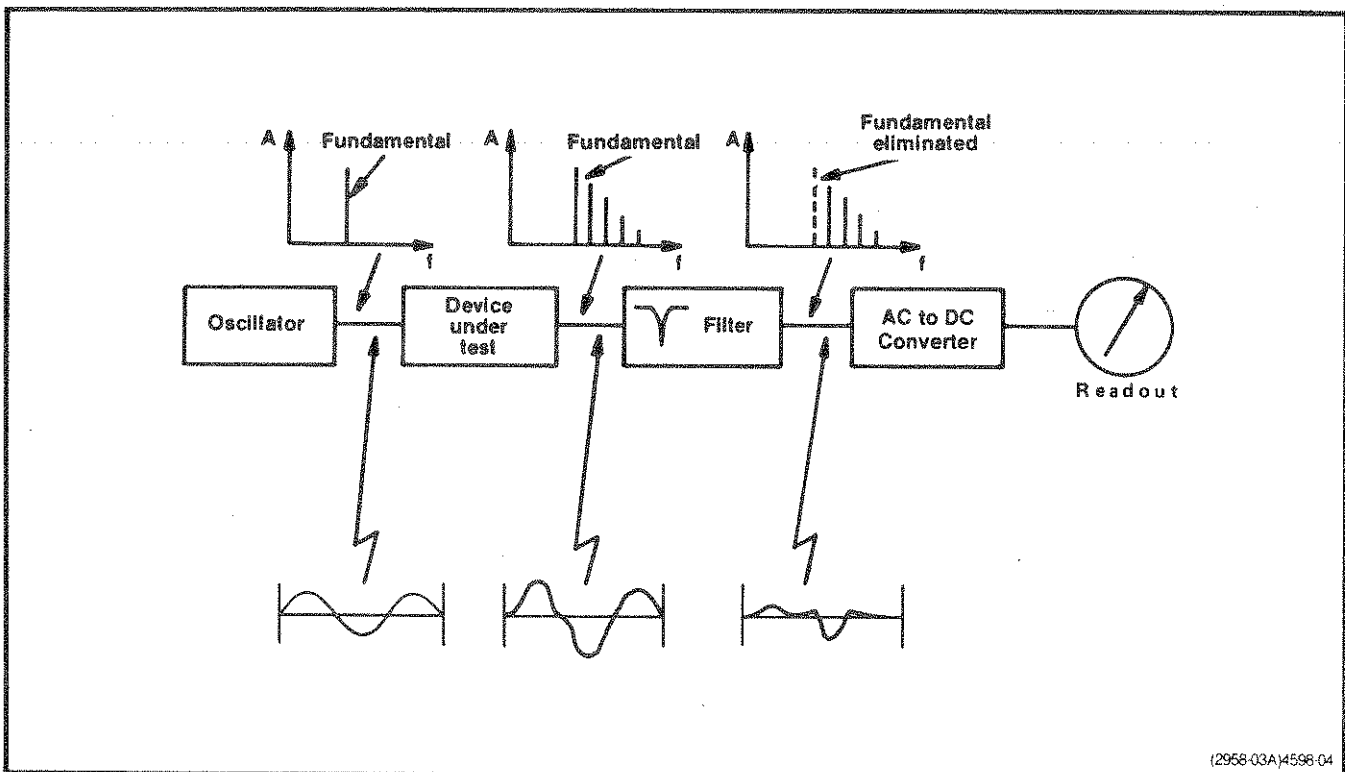 A
Fundamental
f
A
Fundamental
f
A
Fundamental
eliminated
f
Oscillator
Device
under
test
Filter
AC to DC
Converter
Readout
(2958-03A)4598-04